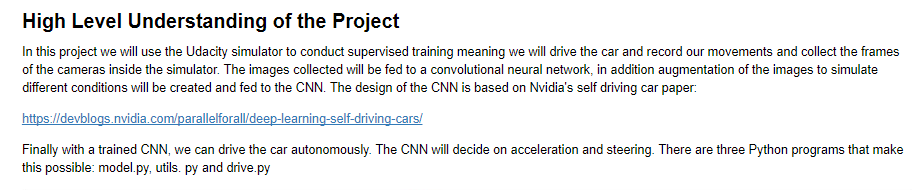 High Level Understanding of the Project
In this project we will use the Udacity simulator to conduct supervised training meaning we will drive the car and record our movements and collect the frames
of the cameras inside the simulator. The images collected will be fed to a convolutional neural network, in addition augmentation of the images to simulate
different conditions will be created and fed to the CNN. The design of the CNN is based on Nvidia's self driving car paper:
https://devblogs.nvidia.com/parallelforall/deep-learning-self-driving-cars/
Finally with a trained CNN, we can drive the car autonomously. The CNN will decide on acceleration and steering. There are three Python programs that make
this possible: model.py, utils. py and drive.py